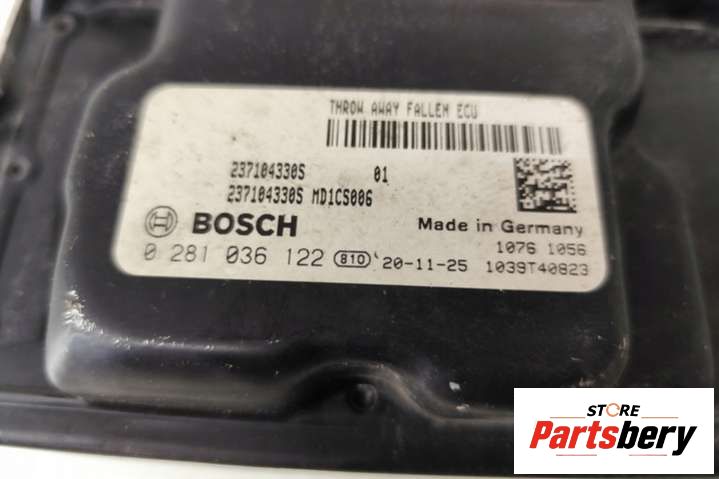 THROW AWAY FALLEN ECU
237104330S 01
237104330S MD1CS006
BOSCH
Made in Germany
1076 1056
0 281 036 122 810 20-11-25 1039T40823
STORE
Partsbery